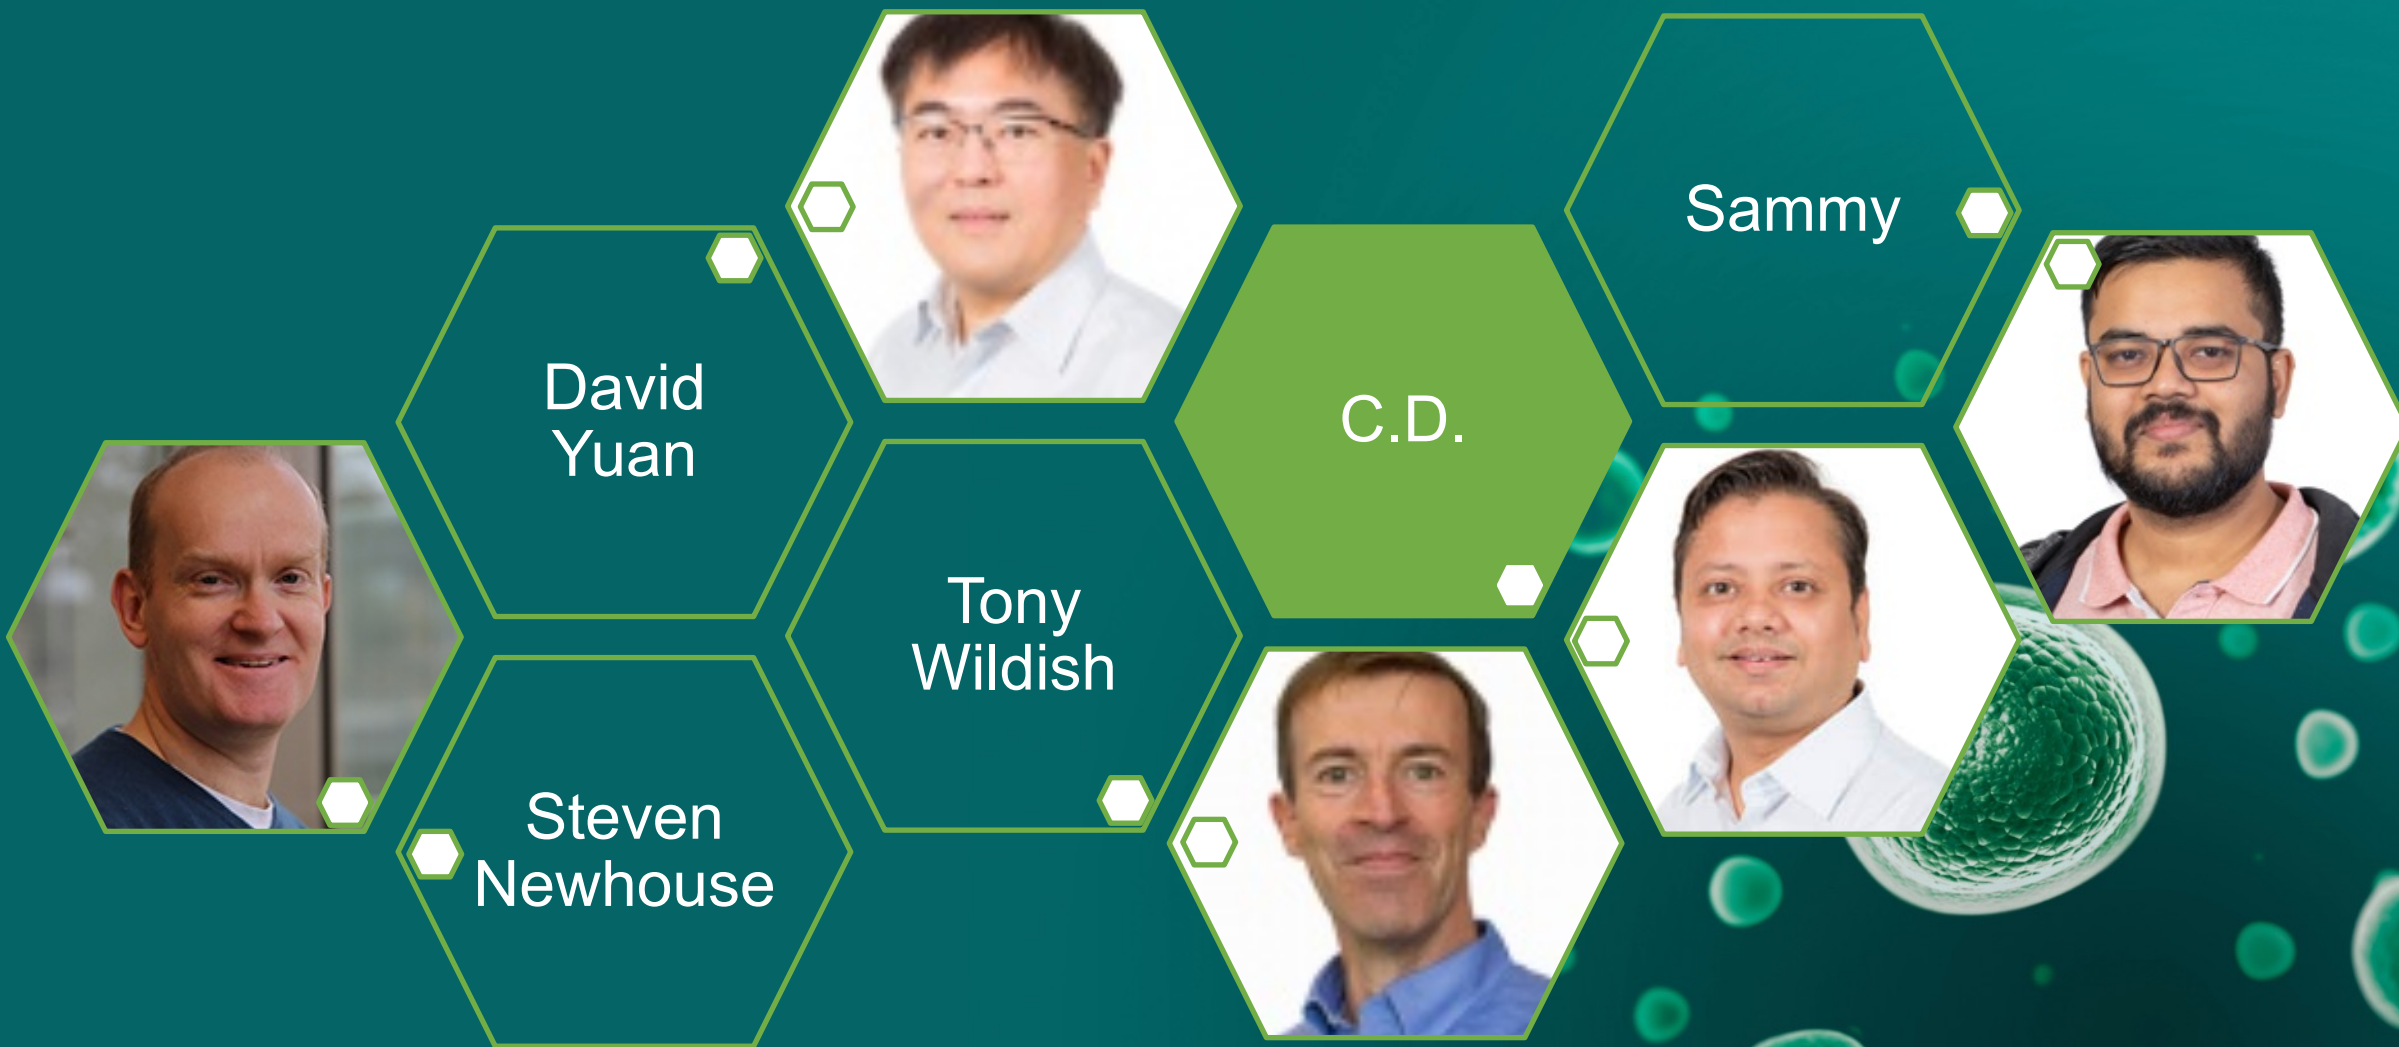 David
Yuan
Steven
Newhouse
Tony
Wildish
C.D.
Sammy